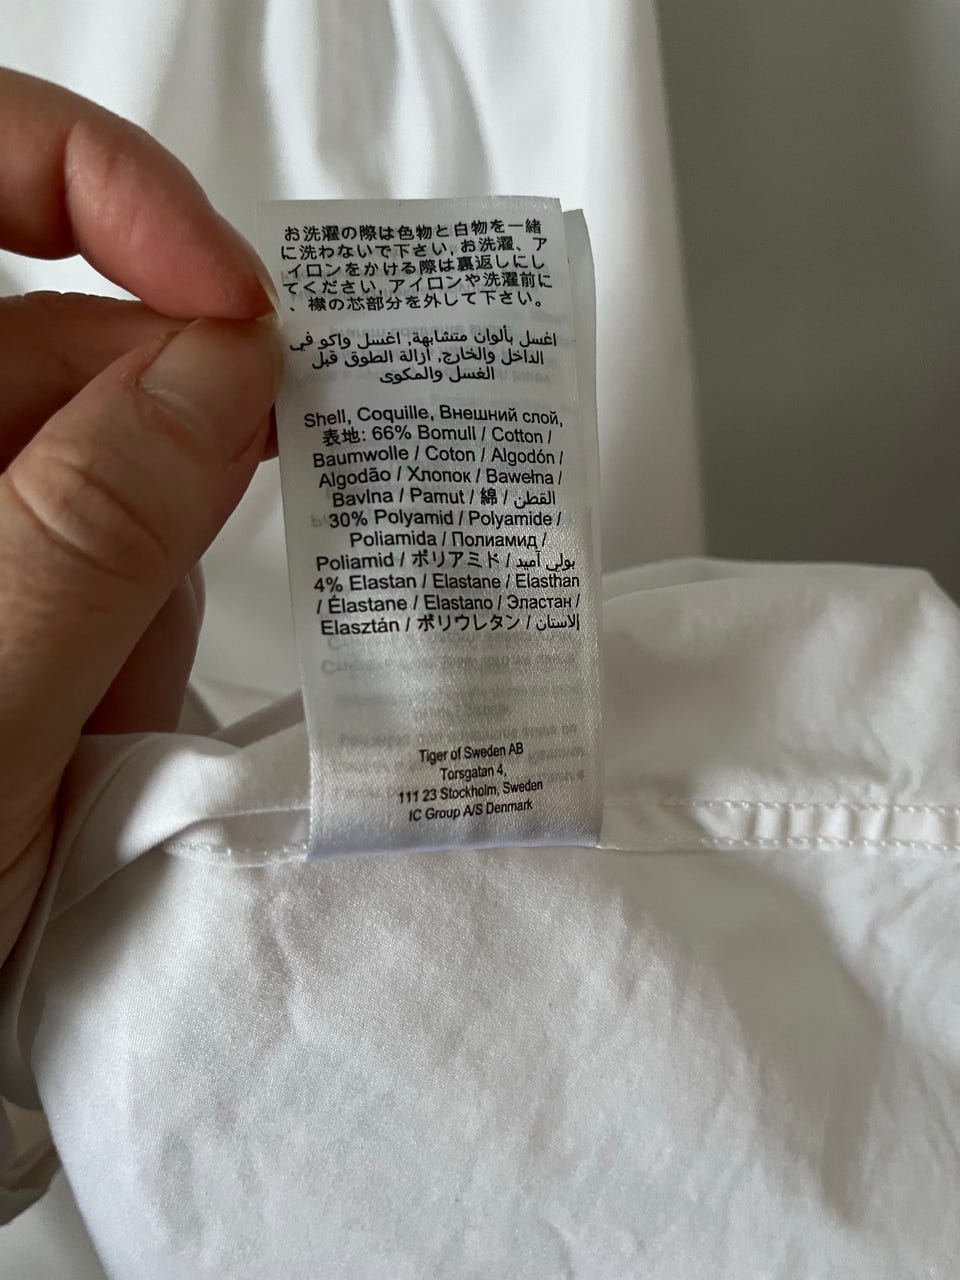 お洗濯の際は色物と白物を一緒
に洗わないで下さい, お洗濯、ア
イロンをかける際は裏返しにし
てください, アイロンや洗濯前に
、襟の芯部分を外して下さい。
اغسل بألوان متشابهة, اغسل واكو في
الداخل والخارج, ازالة الطوق قبل
الغسل والمكوى
Shell, Coquille, Внешний слой,
表地: 66% Bomull / Cotton /
Baumwolle / Coton / Algodón /
Algodão / Хлопок / Bawełna /
Bavlna / Pamut / 綿 / القطن
30% Polyamid / Polyamide /
Poliamida / Полиамид /
Poliamid / ポリアミド / بولي آميد
4% Elastan / Elastane / Elasthan
/ Élastane / Elastano / Эластан /
Elasztán / ポリウレタン / الاستان
Tiger of Sweden AB
Torsgatan 4,
111 23 Stockholm, Sweden
IC Group A/S Denmark